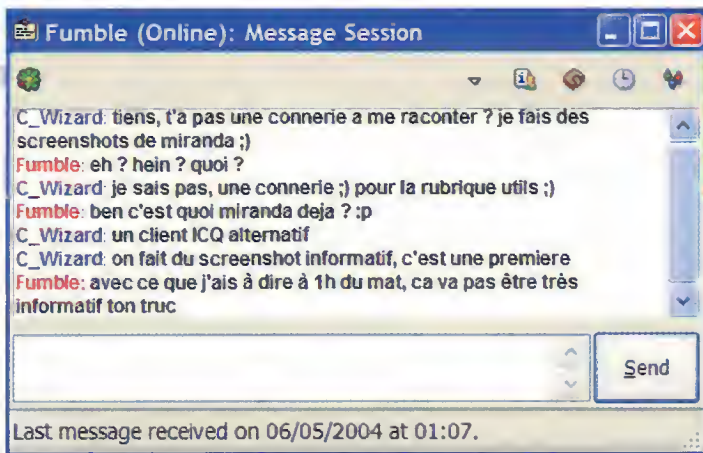 Fumble (Online): Message Session
C_Wizard: tiens, t'a pas une connerie a me raconter ? je fais des
screenshots de miranda ;)
Fumble: eh ? hein ? quoi ?
C_Wizard: je sais pas, une connerie ;) pour la rubrique utils ;)
Fumble: ben c'est quoi miranda deja ? :p
C_Wizard: un client ICQ alternatif
C_Wizard: on fait du screenshot informatif, c'est une premiere
Fumble: avec ce que j'ais à dire à 1h du mat, ca va pas être très
informatif ton truc
Send
Last message received on 06/05/2004 at 01:07.